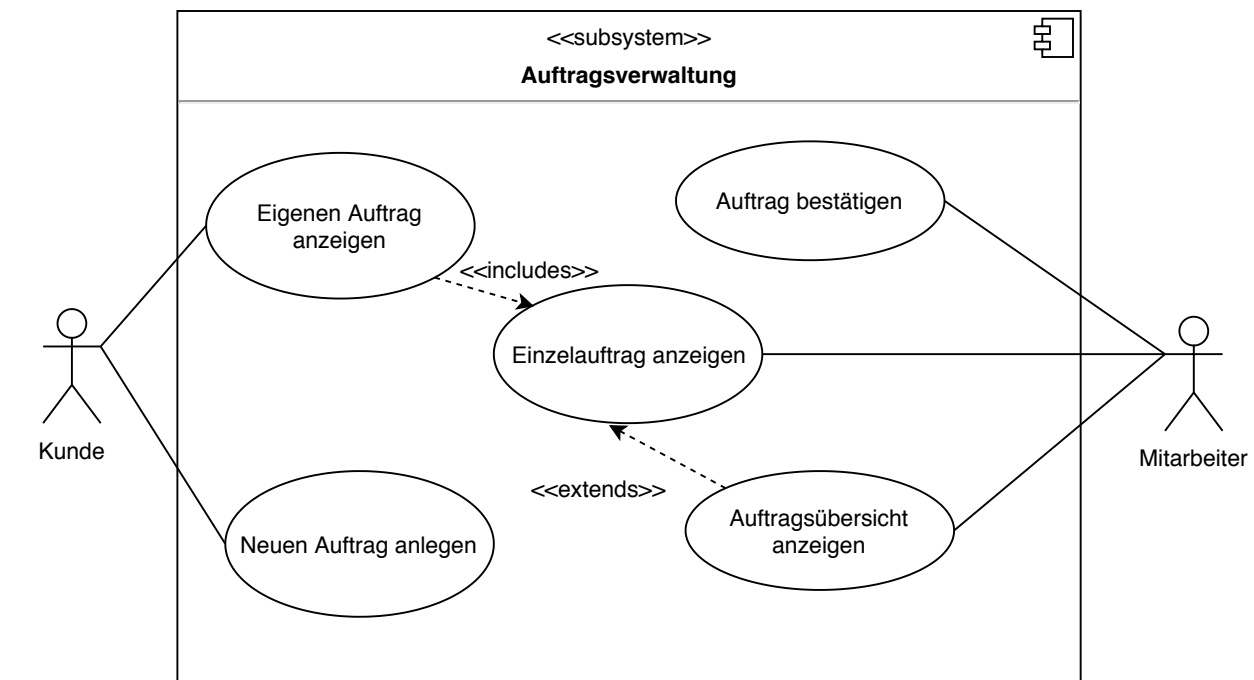 <<subsystem>>
Auftragsverwaltung
Eigenen Auftrag
anzeigen
Auftrag bestätigen
<<includes>>
Einzelauftrag anzeigen
Kunde
Mitarbeiter
<<extends>>
Auftragsübersicht
anzeigen
Neuen Auftrag anlegen